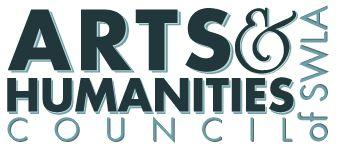 ARTS &
HUMANITIES
COUNCIL
of SWLA